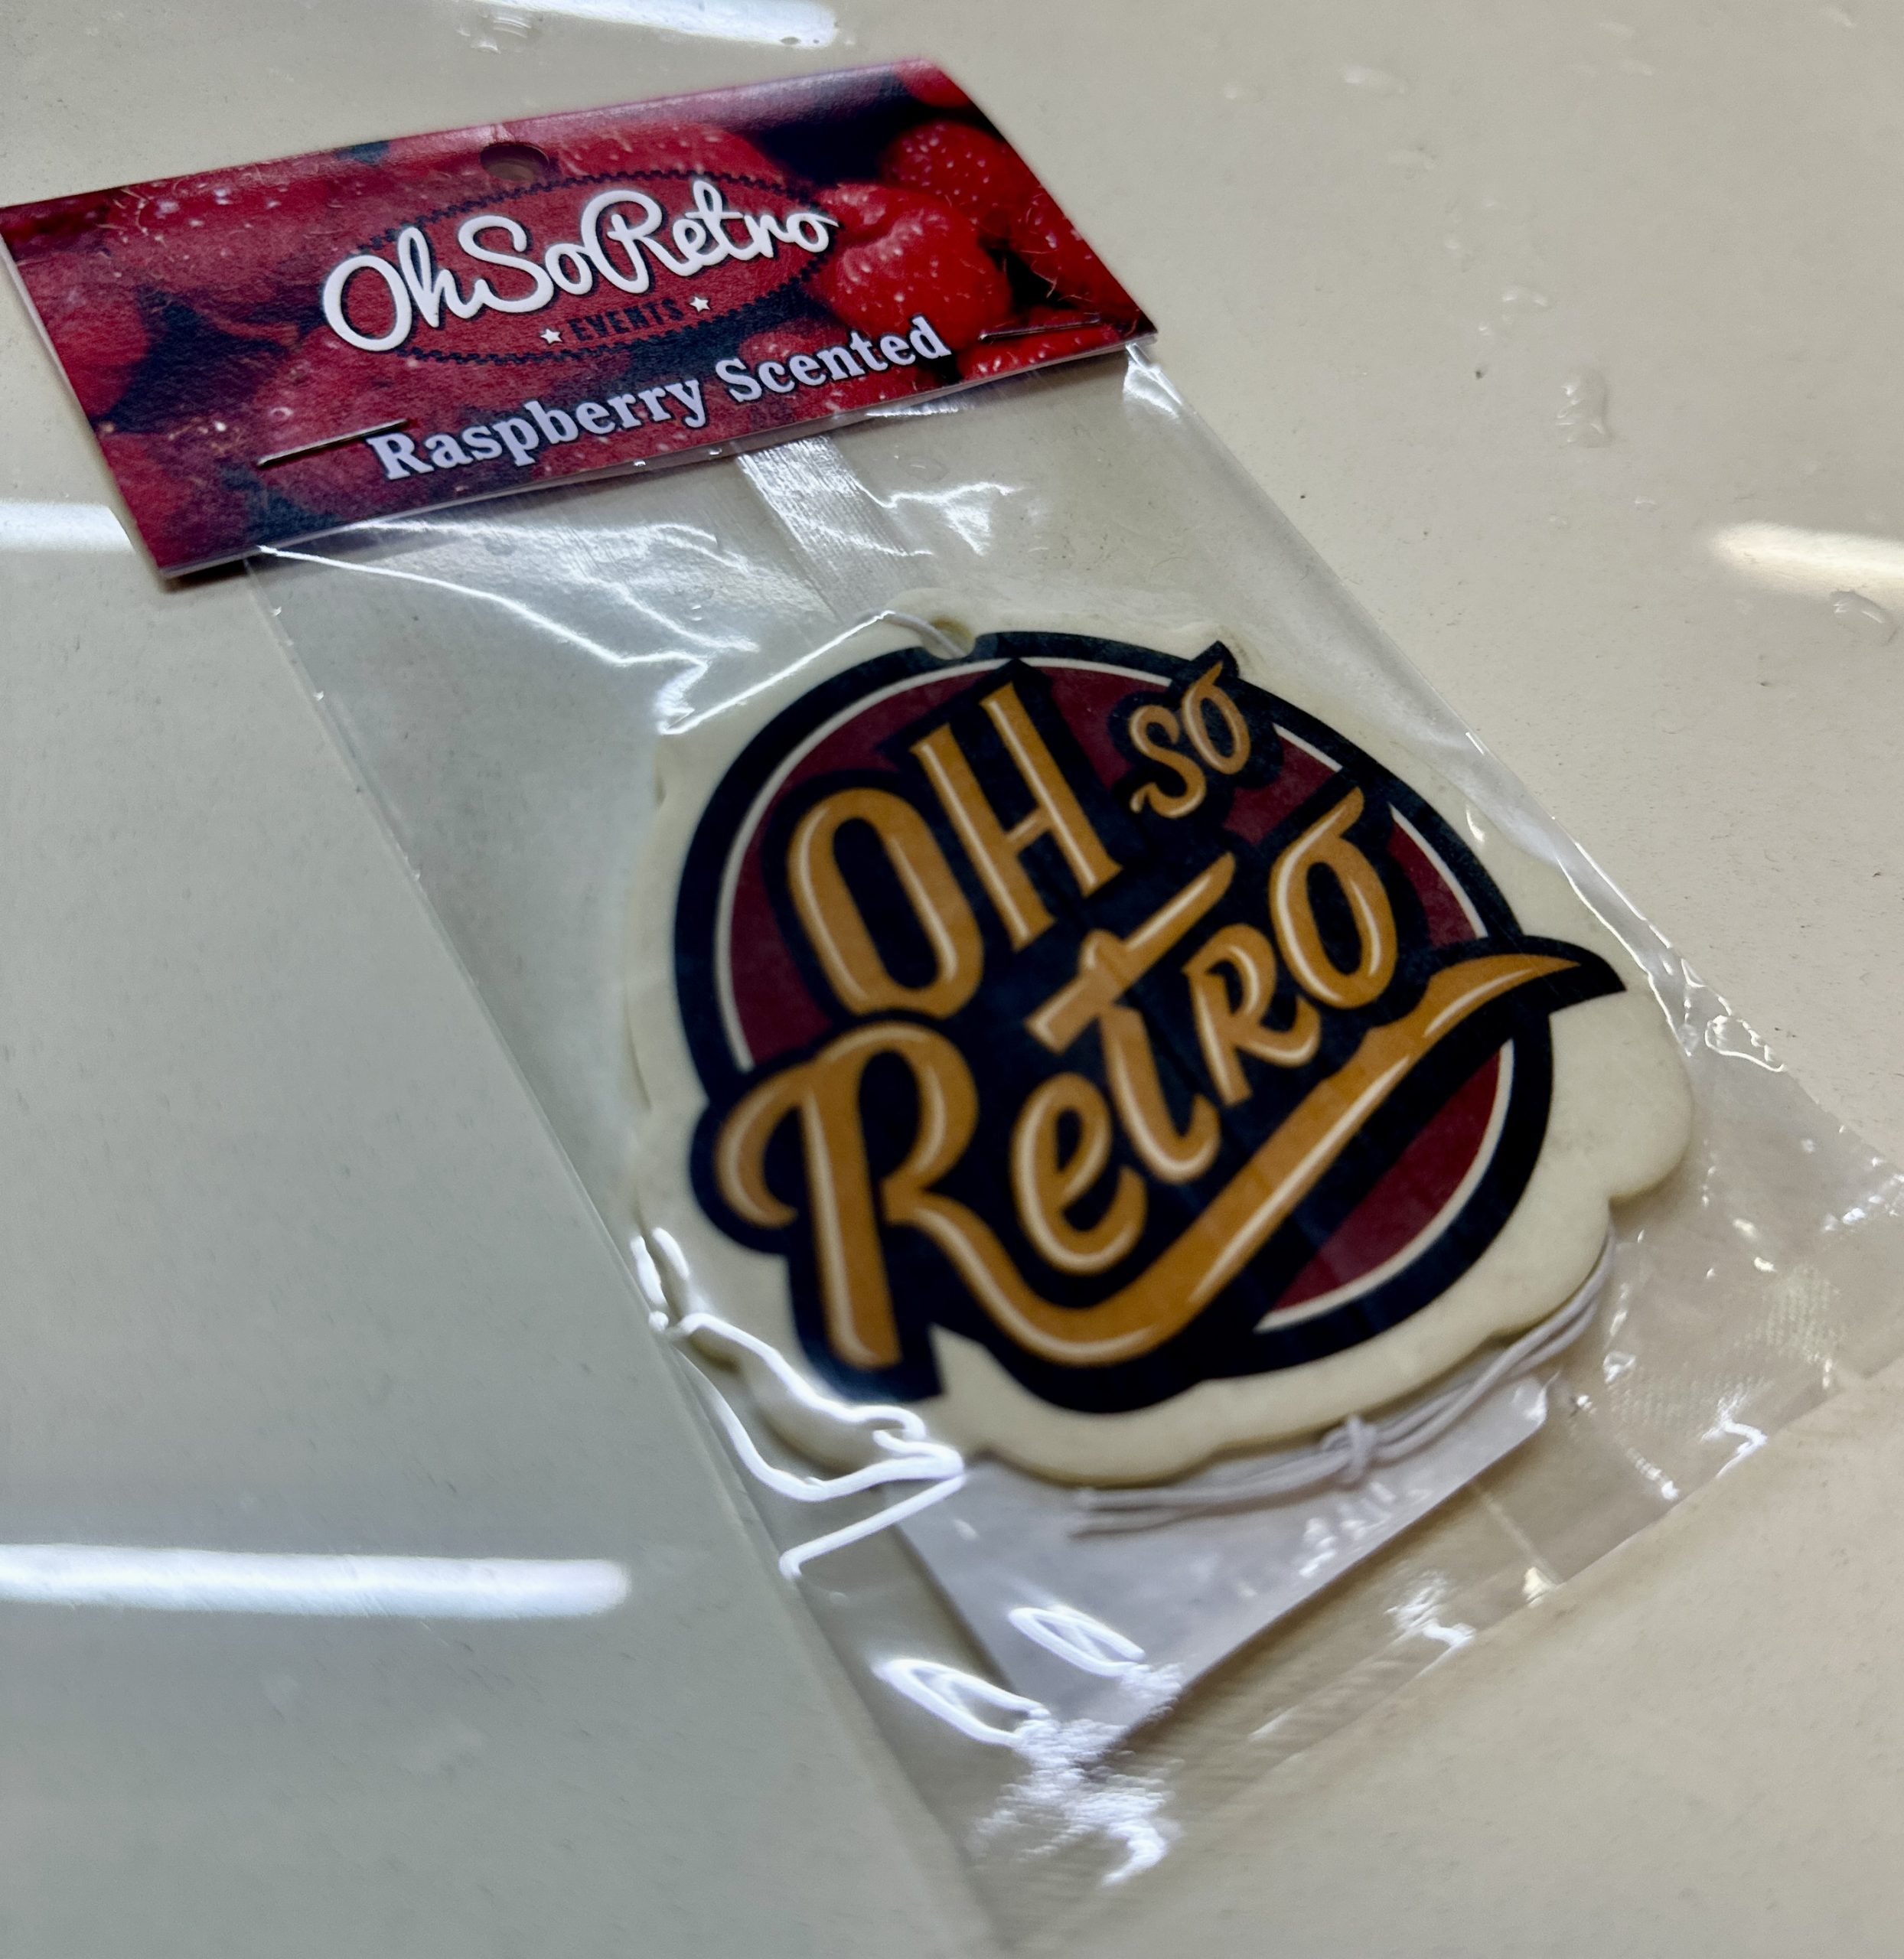 OhSoRetro
EVENTS
Raspberry Scented
OH SO
RetRO